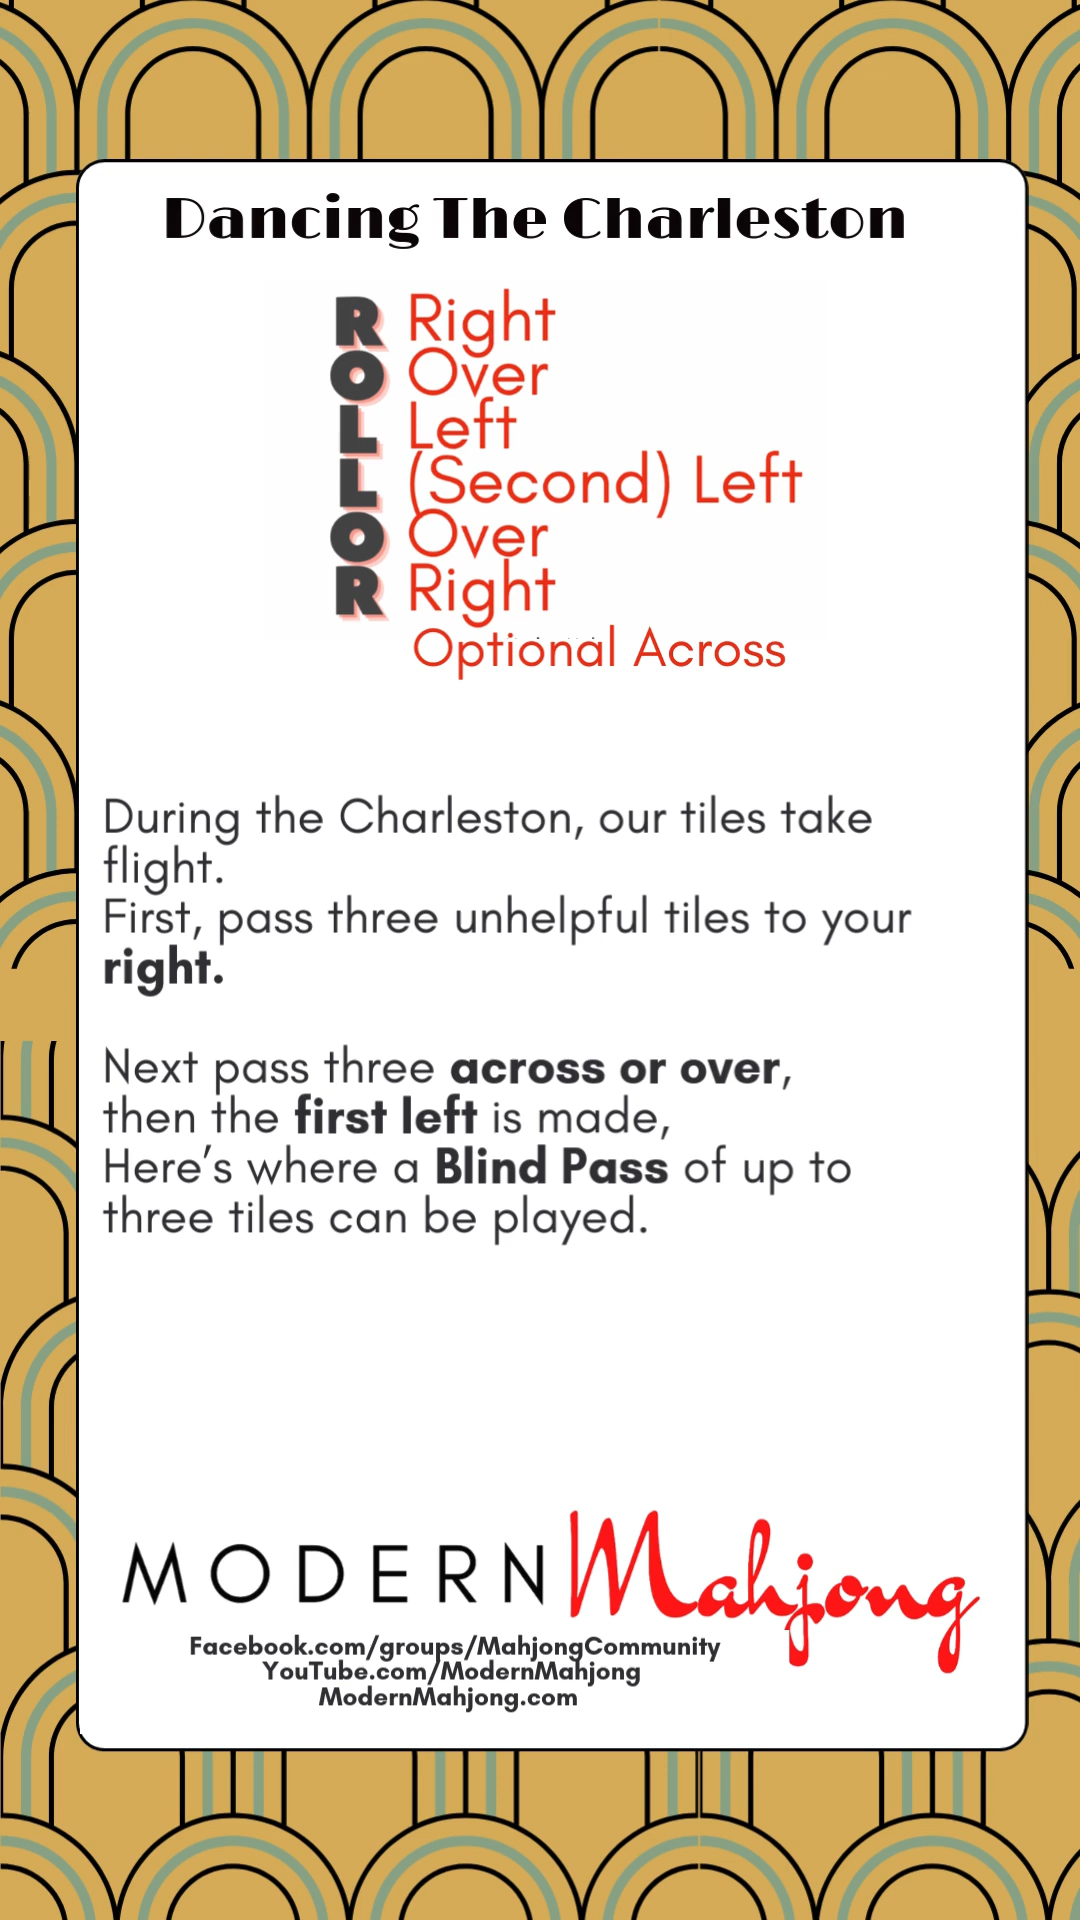 Dancing The Charleston
R Right
O Over
L Left
L (Second) Left
O Over
R Right
Optional Across
During the Charleston, our tiles take
flight.
First, pass three unhelpful tiles to your
right.
Next pass three across or over,
then the first left is made,
Here's where a Blind Pass of up to
three tiles can be played.
MODERN Mahjong
Facebook.com/groups/MahjongCommunity
YouTube.com/ModernMahjong
ModernMahjong.com